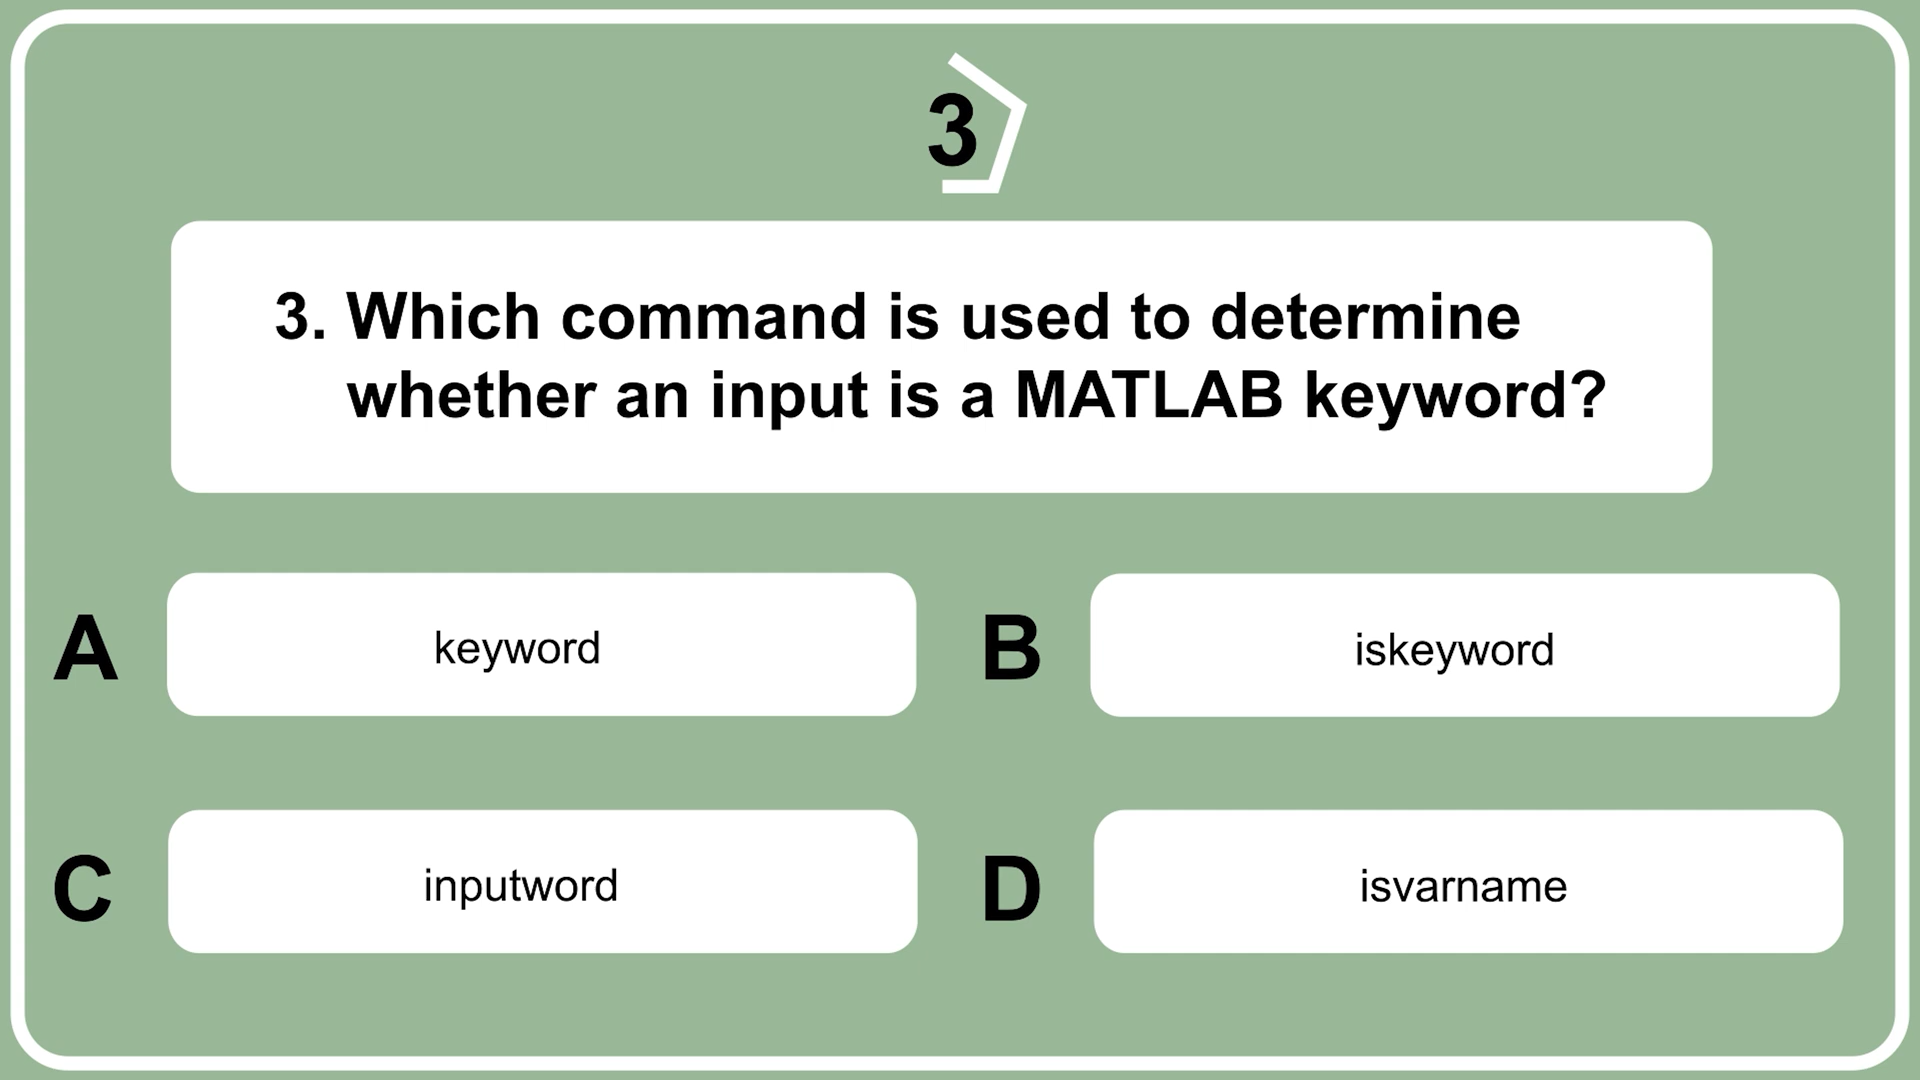 3
3. Which command is used to determine
whether an input is a MATLAB keyword?
A
keyword
B
iskeyword
C
inputword
D
isvarname